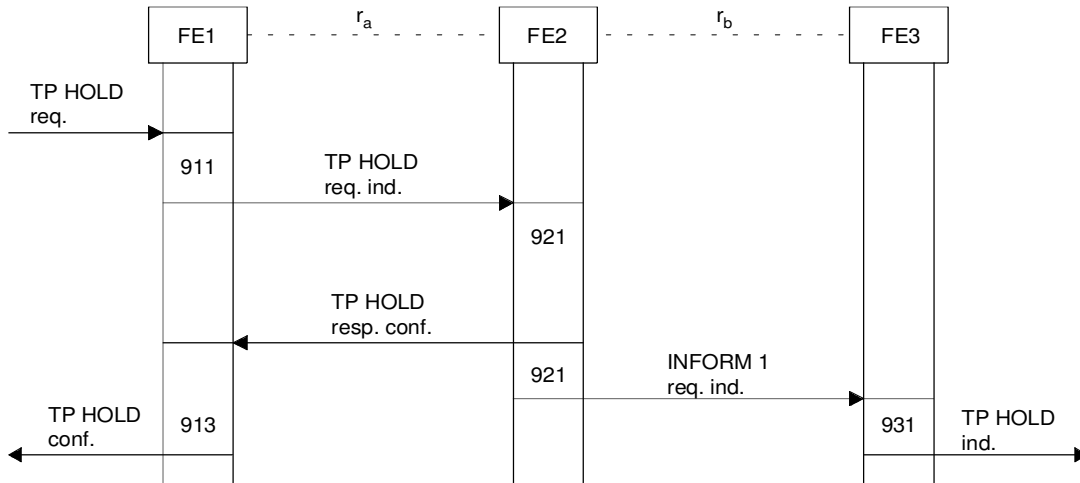 FE1
r_a
FE2
r_b
FE3
TP HOLD
req.
911
TP HOLD
req. ind.
921
TP HOLD
resp. conf.
921
INFORM 1
req. ind.
TP HOLD
conf.
913
931
TP HOLD
ind.